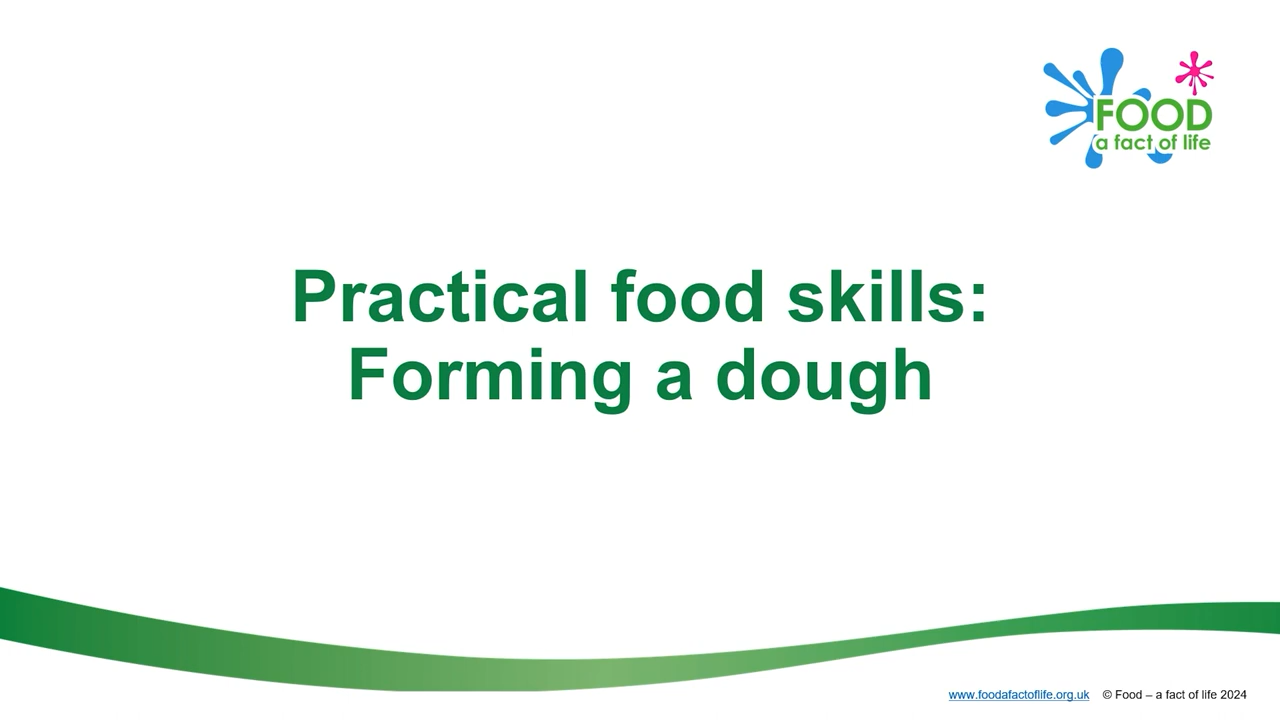 FOOD
a fact of life
Practical food skills:
Forming a dough
www.foodafactoflife.org.uk © Food – a fact of life 2024